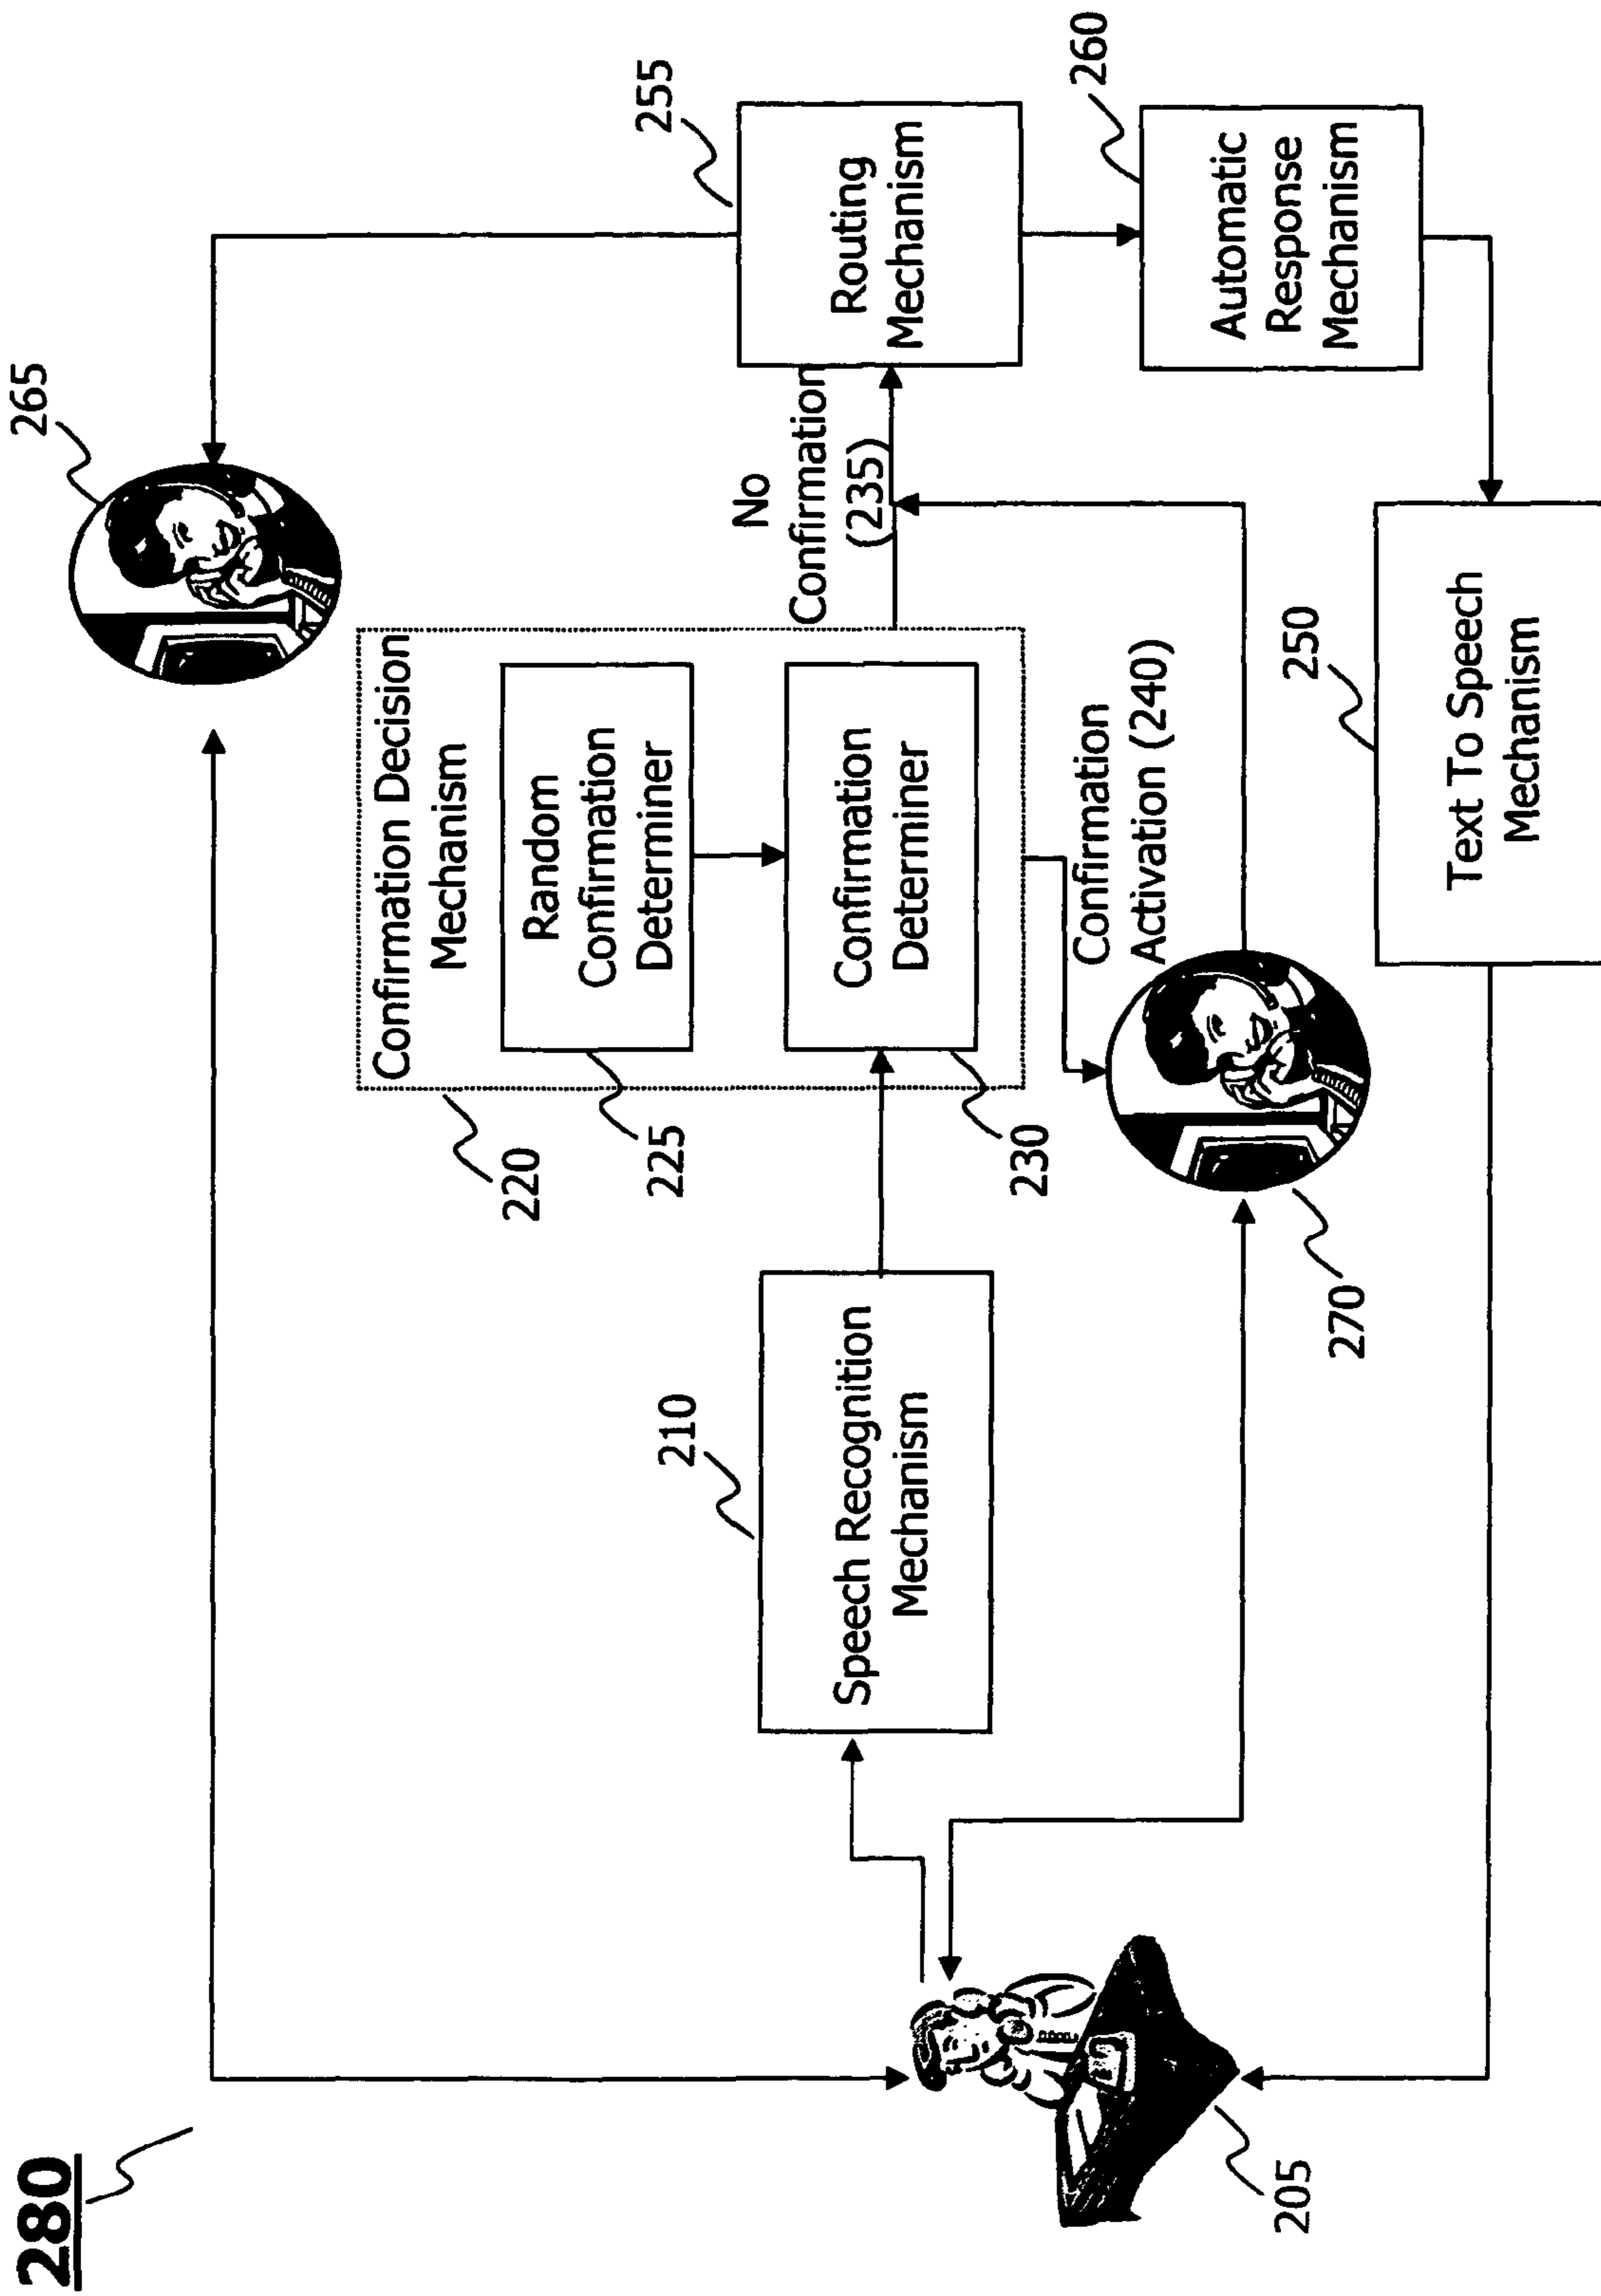 280
265
255
Routing
Mechanism
260
Automatic
Response
Mechanism
No
Confirmation
(235)
Confirmation Decision
Mechanism
Random
Confirmation
Determiner
Confirmation
Determiner
220
225
230
Confirmation
Activation (240)
210
Speech Recognition
Mechanism
270
250
Text To Speech
Mechanism
205